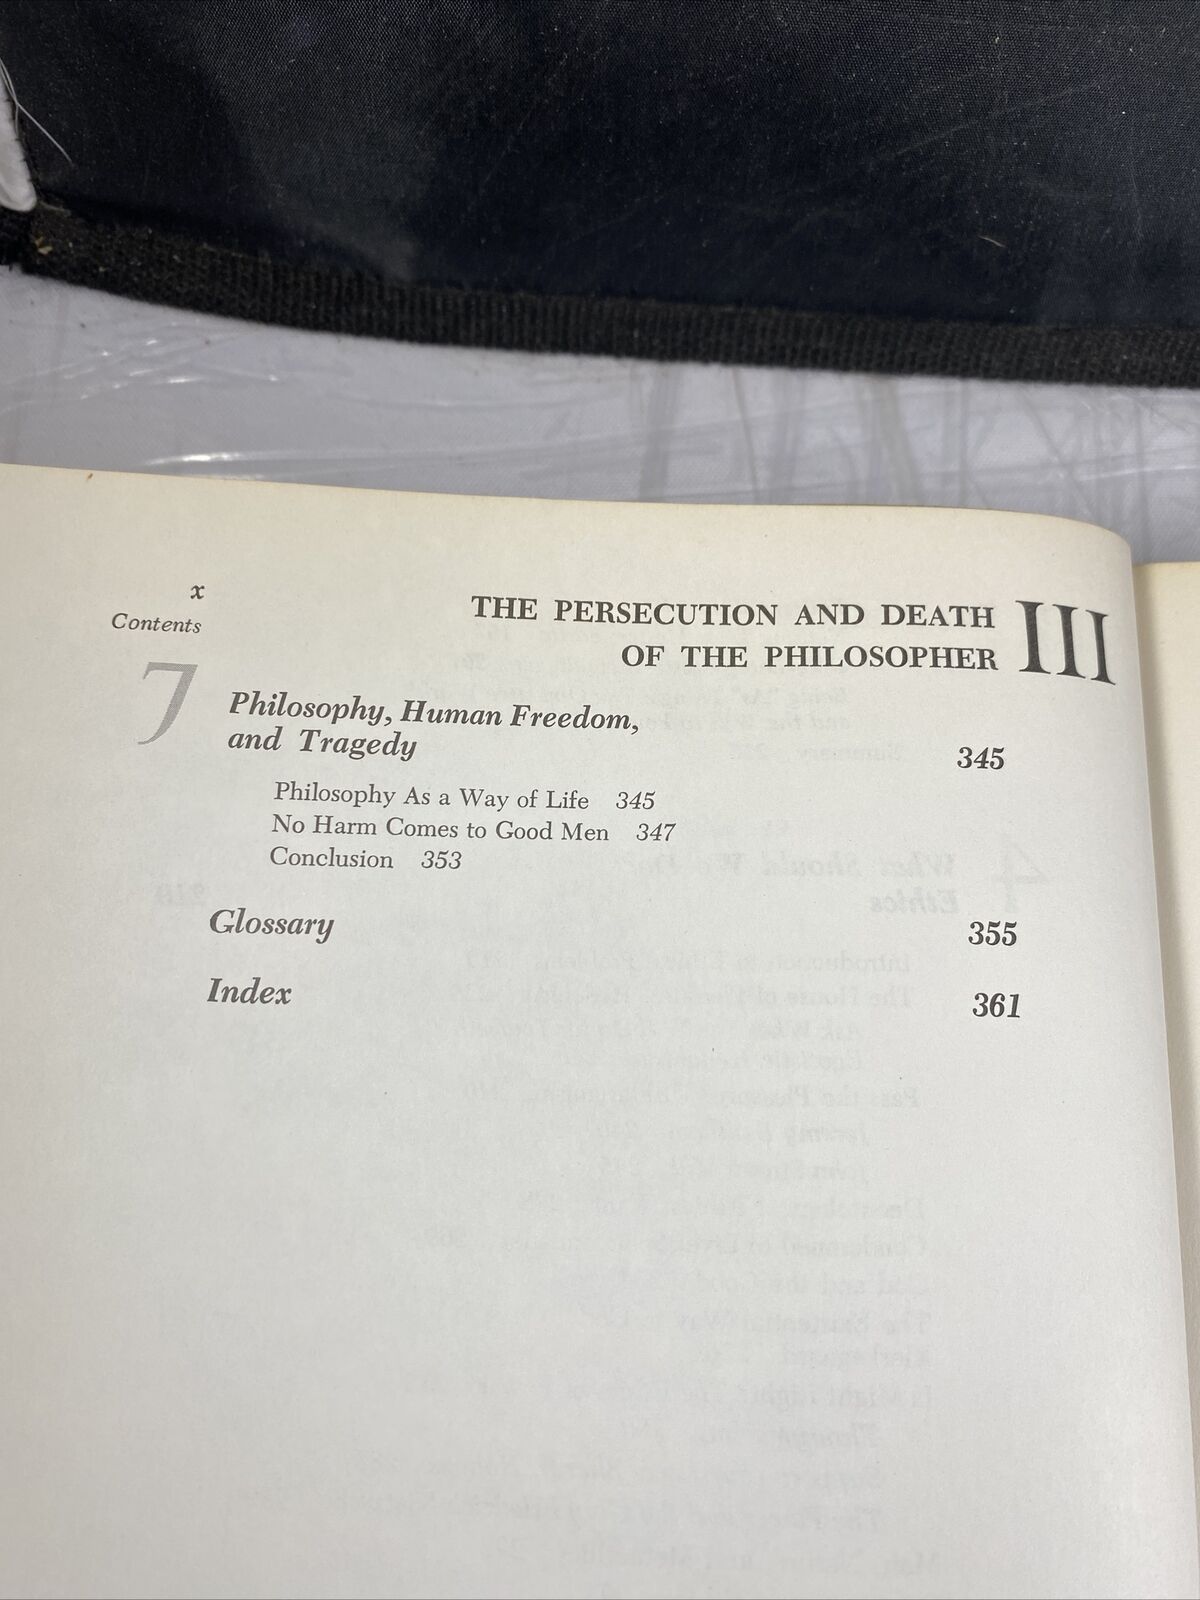 x
Contents
THE PERSECUTION AND DEATH
OF THE PHILOSOPHER
III
7
Philosophy, Human Freedom,
and Tragedy 345
Philosophy As a Way of Life 345
No Harm Comes to Good Men 347
Conclusion 353
Glossary 355
Index 361